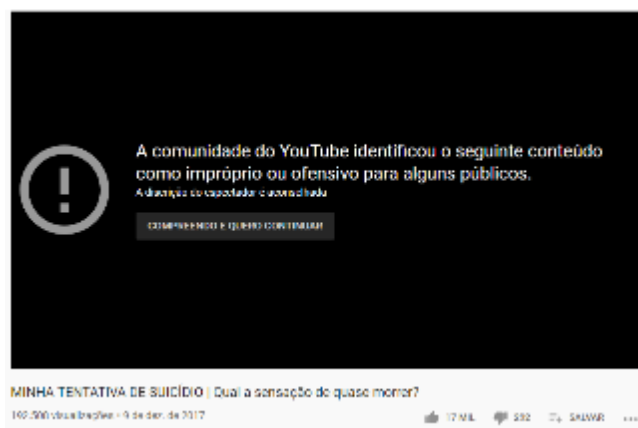 A comunidade do YouTube identificou o seguinte conteúdo
como impróprio ou ofensivo para alguns públicos.
A discrição do espectador é aconselhada
COMPREENDO E QUERO CONTINUAR
MINHA TENTATIVA DE SUICÍDIO | Qual a sensação de quase morrer?
192.500 visualizações • 9 de dez. de 2017
17 MIL
SALVAR